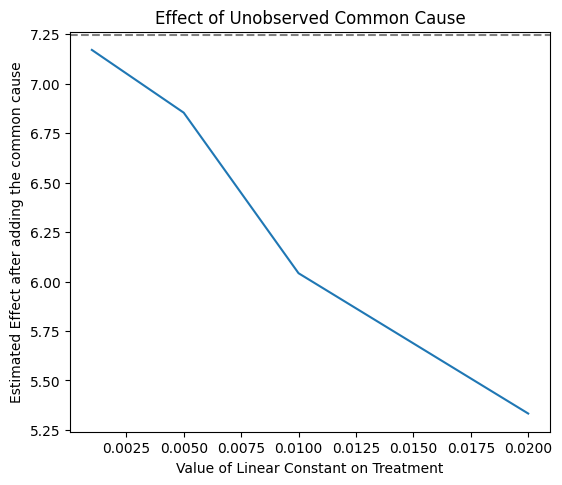 Effect of Unobserved Common Cause
7.25
7.00
6.75
6.50
6.25
6.00
5.75
5.50
5.25
Estimated Effect after adding the common cause
0.0025 0.0050 0.0075 0.0100 0.0125 0.0150 0.0175 0.0200
Value of Linear Constant on Treatment